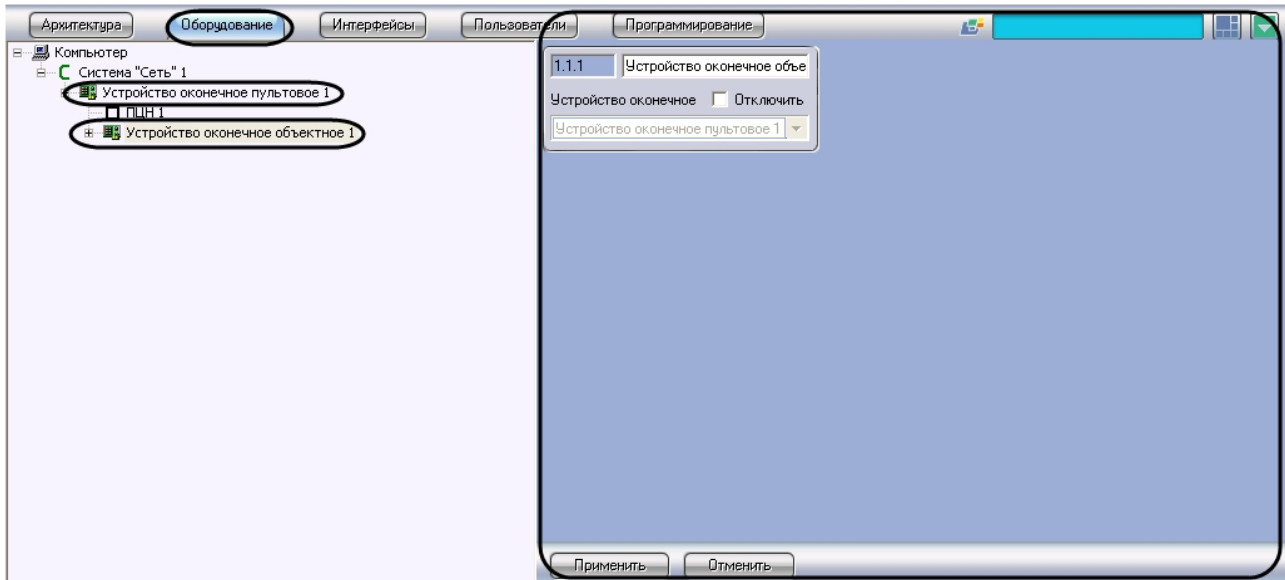 Архитектура Оборудование Интерфейсы Пользователи Программирование
Компьютер
Система "Сеть" 1
Устройство оконечное пультовое 1
ПЦН 1
Устройство оконечное объектное 1
1.1.1 Устройство оконечное объе
Устройство оконечное Отключить
Устройство оконечное пультовое 1
Применить Отменить